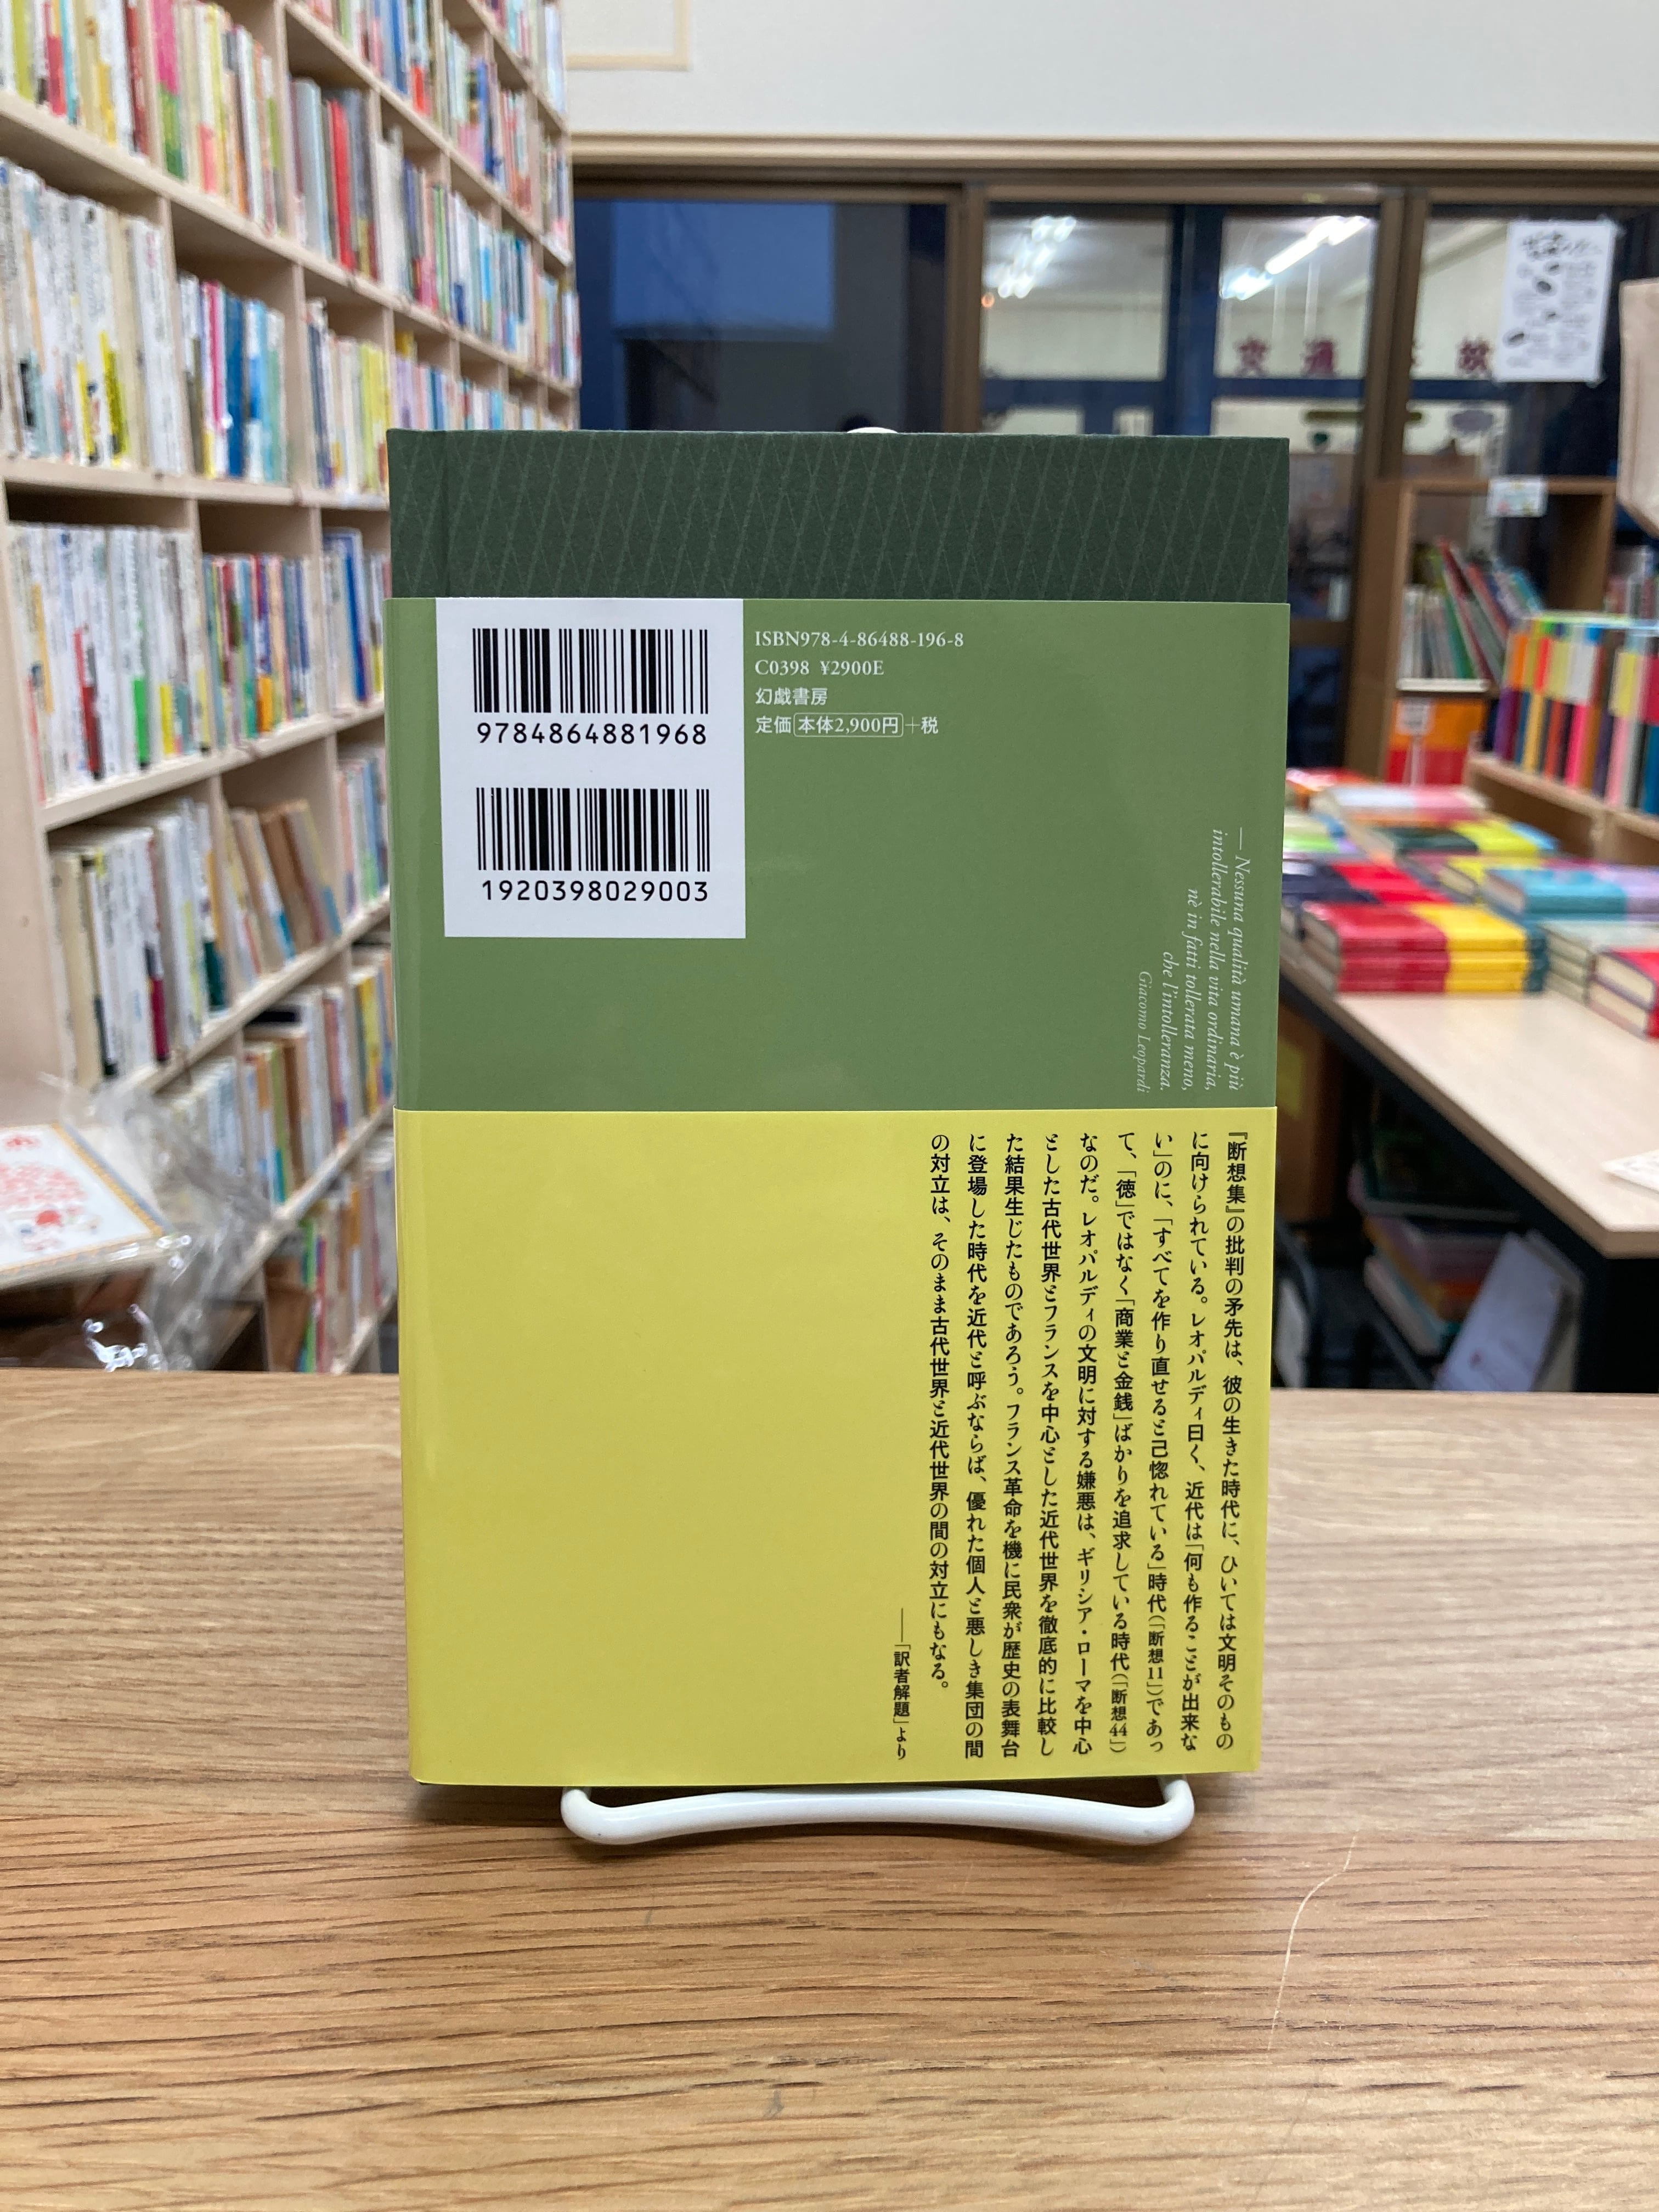 ISBN978-4-86488-196-8
C0398 ¥2900E
幻戯書房
定価本体2,900円+税
9784864881968
1920398029003
— Nessuna qualità umana è più
intollerabile nella vita ordinaria,
nè in fatti tollerata meno,
che l'intolleranza.
Giacomo Leopardi
『断想集』の批判の矛先は、彼の生きた時代に、ひいては文明そのもの
に向けられている。レオパルディ曰く、近代は「何も作ることが出来な
い」のに、「すべてを作り直せると己惚れている」時代(「断想11」)であっ
て、「徳」ではなく「商業と金銭」ばかりを追求している時代(「断想44」)
なのだ。レオパルディの文明に対する嫌悪は、ギリシア・ローマを中心
とした古代世界とフランスを中心とした近代世界を徹底的に比較し
た結果生じたものであろう。フランス革命を機に民衆が歴史の表舞台
に登場した時代を近代と呼ぶならば、優れた個人と悪しき集団の間
の対立は、そのまま古代世界と近代世界の間の対立にもなる。
——「訳者解題」より